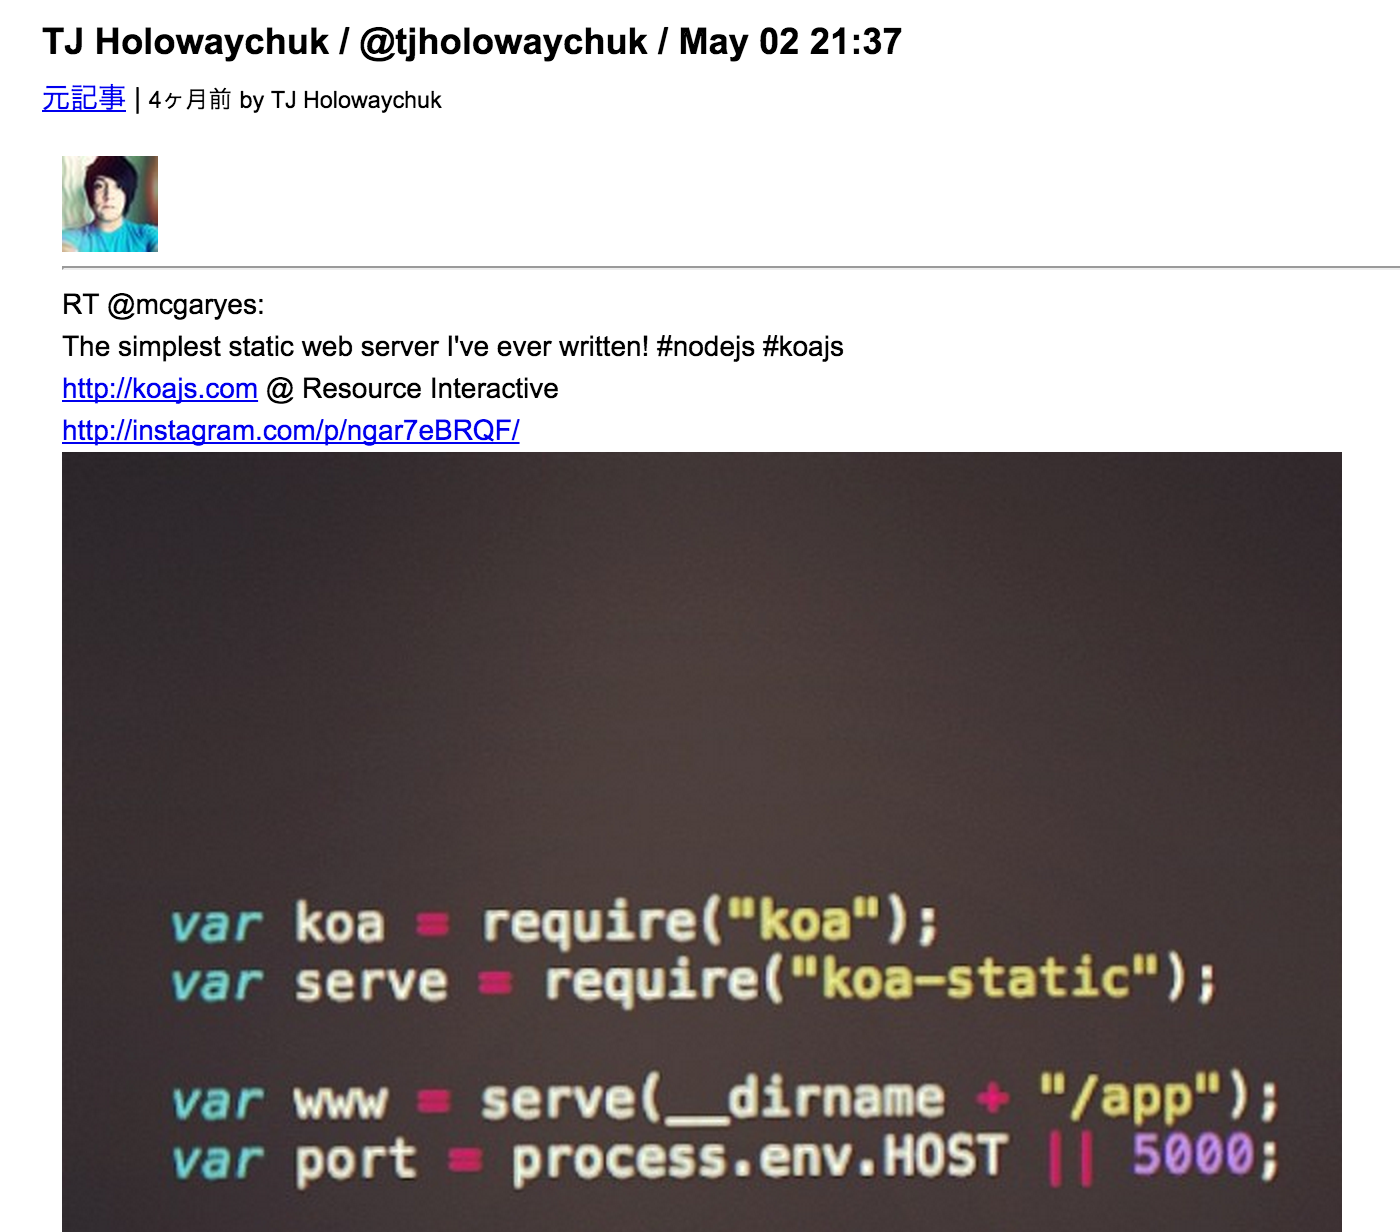 TJ Holowaychuk / @tjholowaychuk / May 02 21:37
元記事 | 4ヶ月前 by TJ Holowaychuk
RT @mcgaryes:
The simplest static web server I've ever written! #nodejs #koajs
http://koajs.com @ Resource Interactive
http://instagram.com/p/ngar7eBRQF/
var koa = require("koa");
var serve = require("koa-static");
var www = serve(__dirname + "/app");
var port = process.env.HOST || 5000;